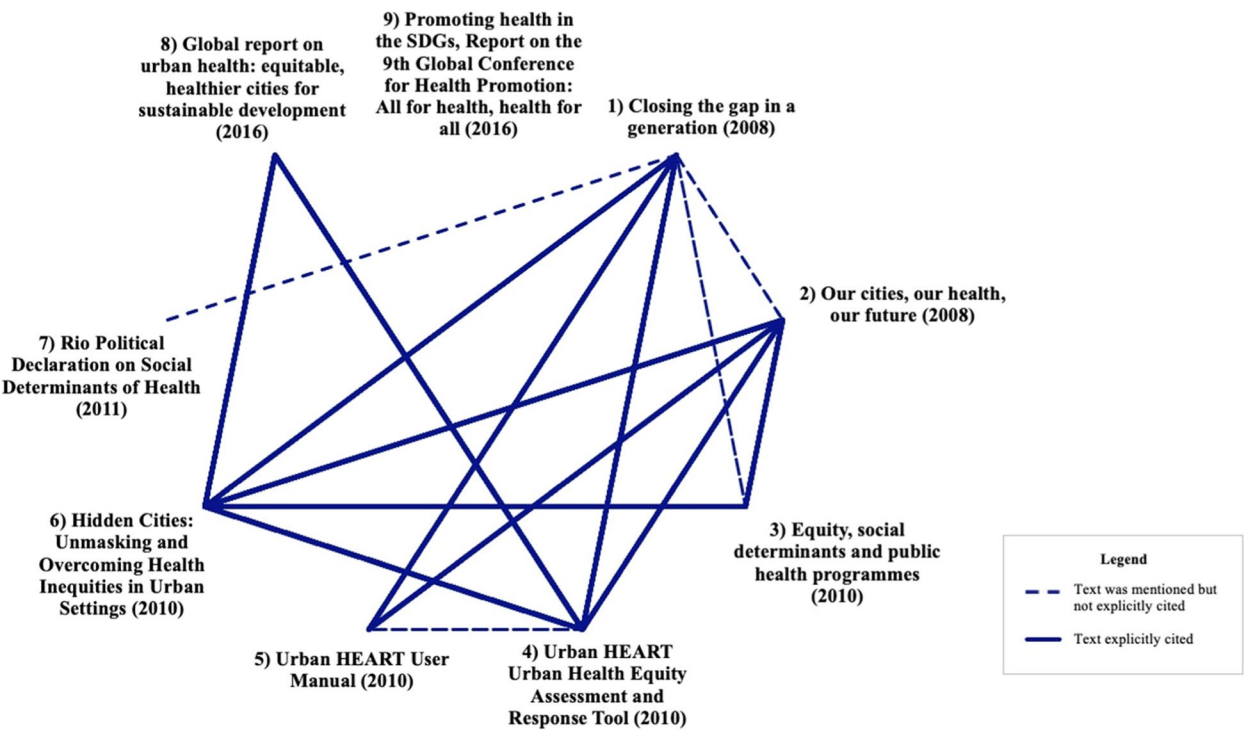 8) Global report on
urban health: equitable,
healthier cities for
sustainable development
(2016)
9) Promoting health in
the SDGs, Report on the
9th Global Conference
for Health Promotion:
All for health, health for
all (2016)
1) Closing the gap in a
generation (2008)
2) Our cities, our health,
our future (2008)
7) Rio Political
Declaration on Social
Determinants of Health
(2011)
6) Hidden Cities:
Unmasking and
Overcoming Health
Inequities in Urban
Settings (2010)
3) Equity, social
determinants and public
health programmes
(2010)
5) Urban HEART User
Manual (2010)
4) Urban HEART
Urban Health Equity
Assessment and
Response Tool (2010)
Legend
Text was mentioned but
not explicitly cited
Text explicitly cited